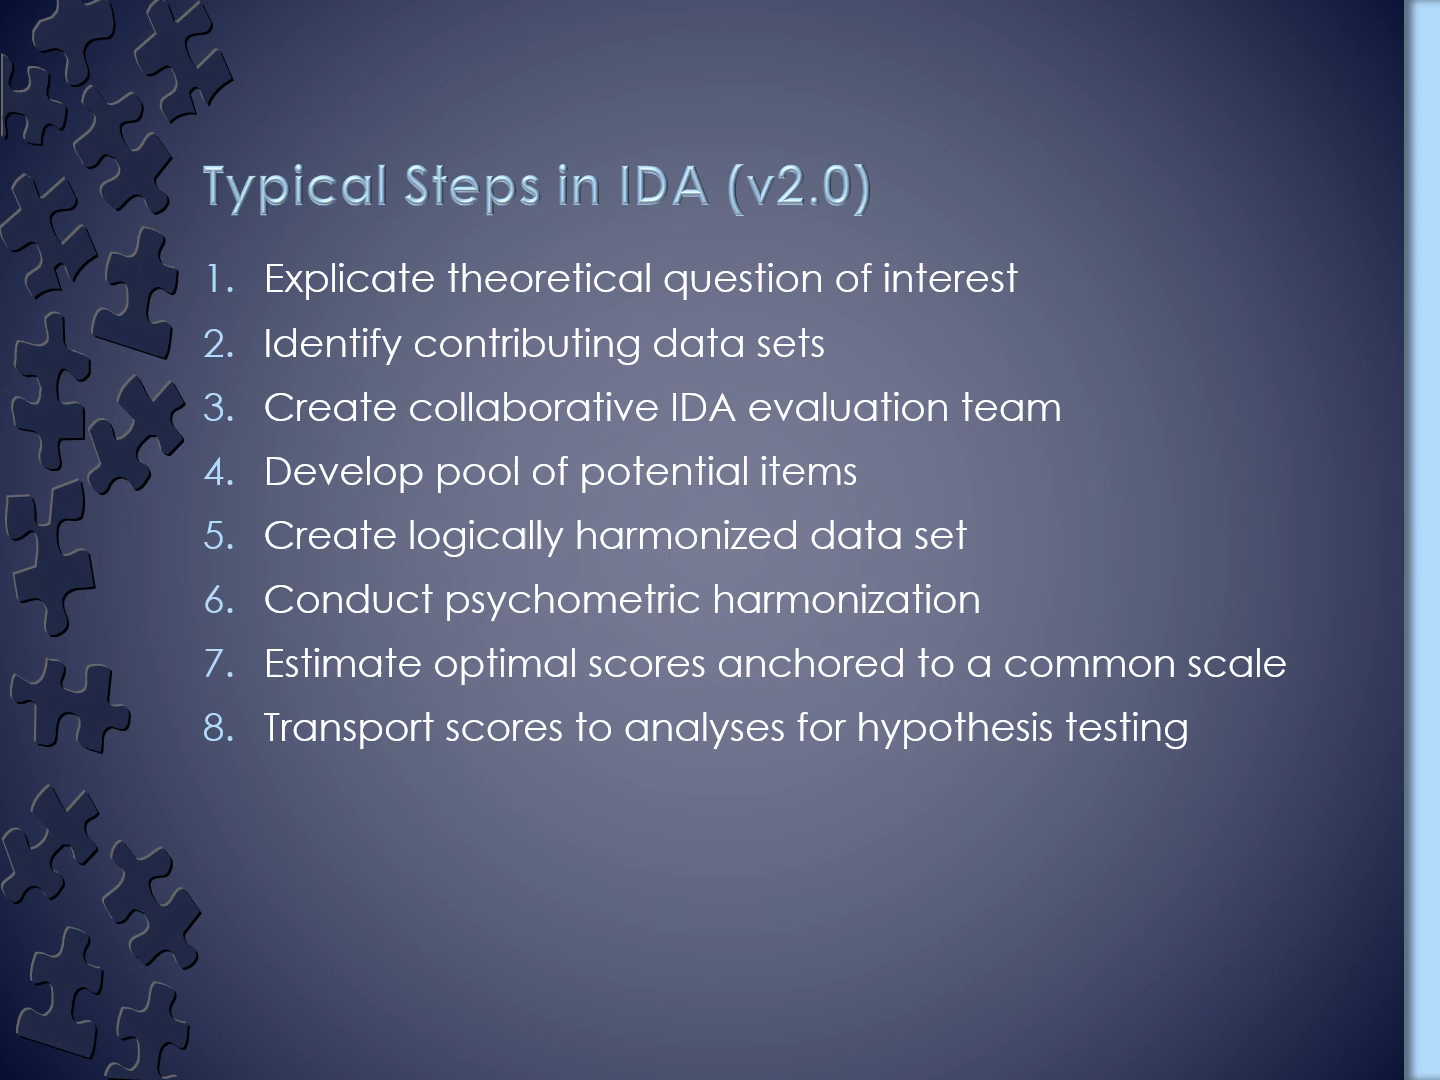 Typical Steps in IDA (v2.0)
1. Explicate theoretical question of interest
2. Identify contributing data sets
3. Create collaborative IDA evaluation team
4. Develop pool of potential items
5. Create logically harmonized data set
6. Conduct psychometric harmonization
7. Estimate optimal scores anchored to a common scale
8. Transport scores to analyses for hypothesis testing